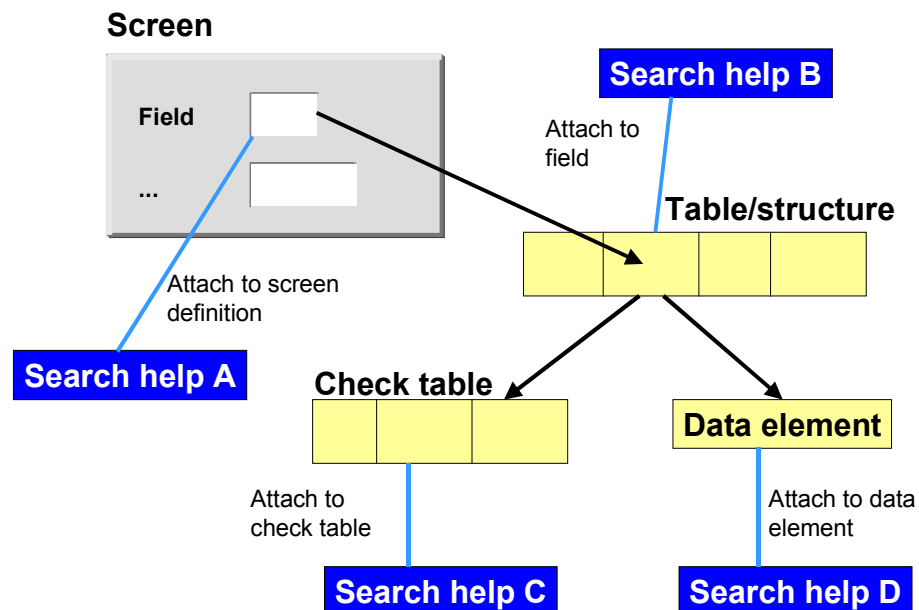 Screen
Field
...
Search help B
Attach to
field
Table/structure
Attach to screen
definition
Search help A
Check table
Data element
Attach to
check table
Attach to data
element
Search help C
Search help D